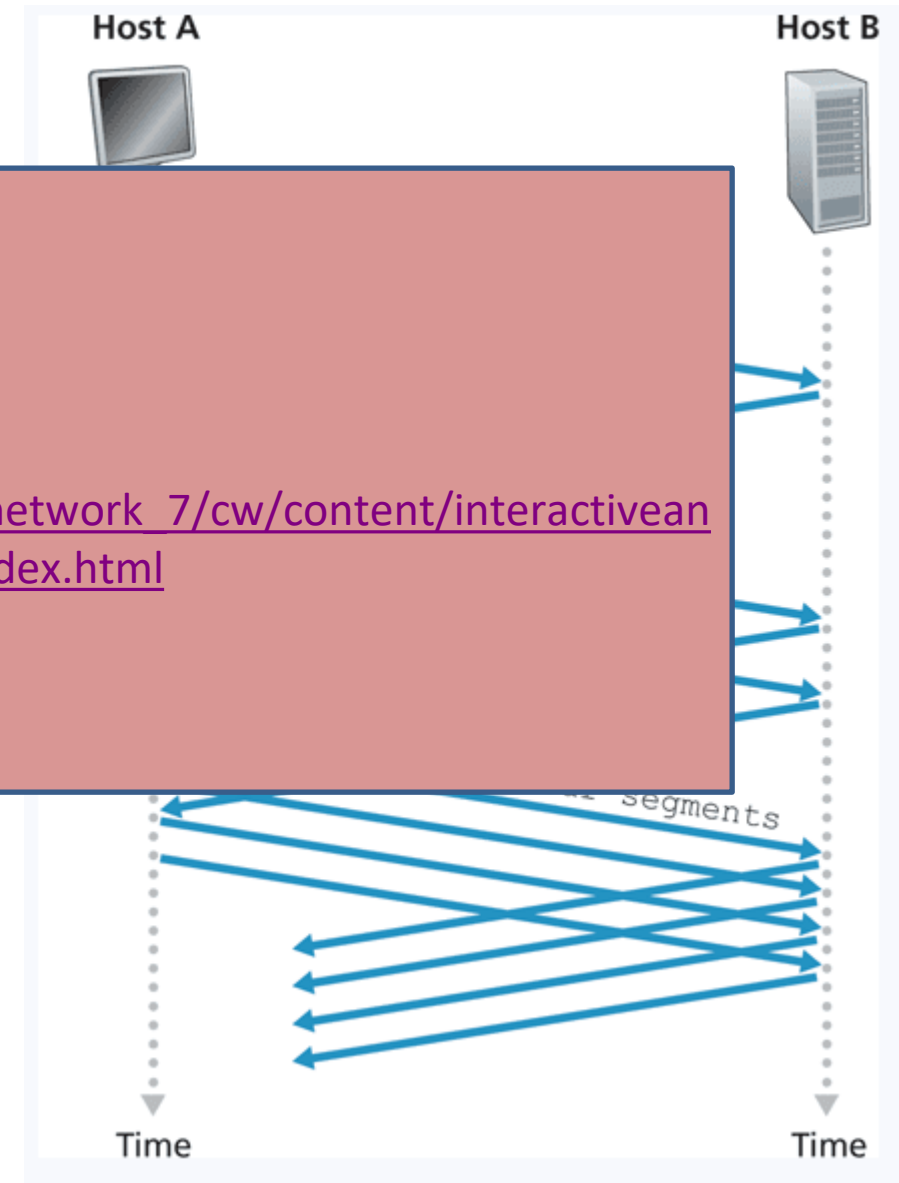 Host A
Host B
network_7/cw/content/interactivean
dex.html
segments
Time
Time